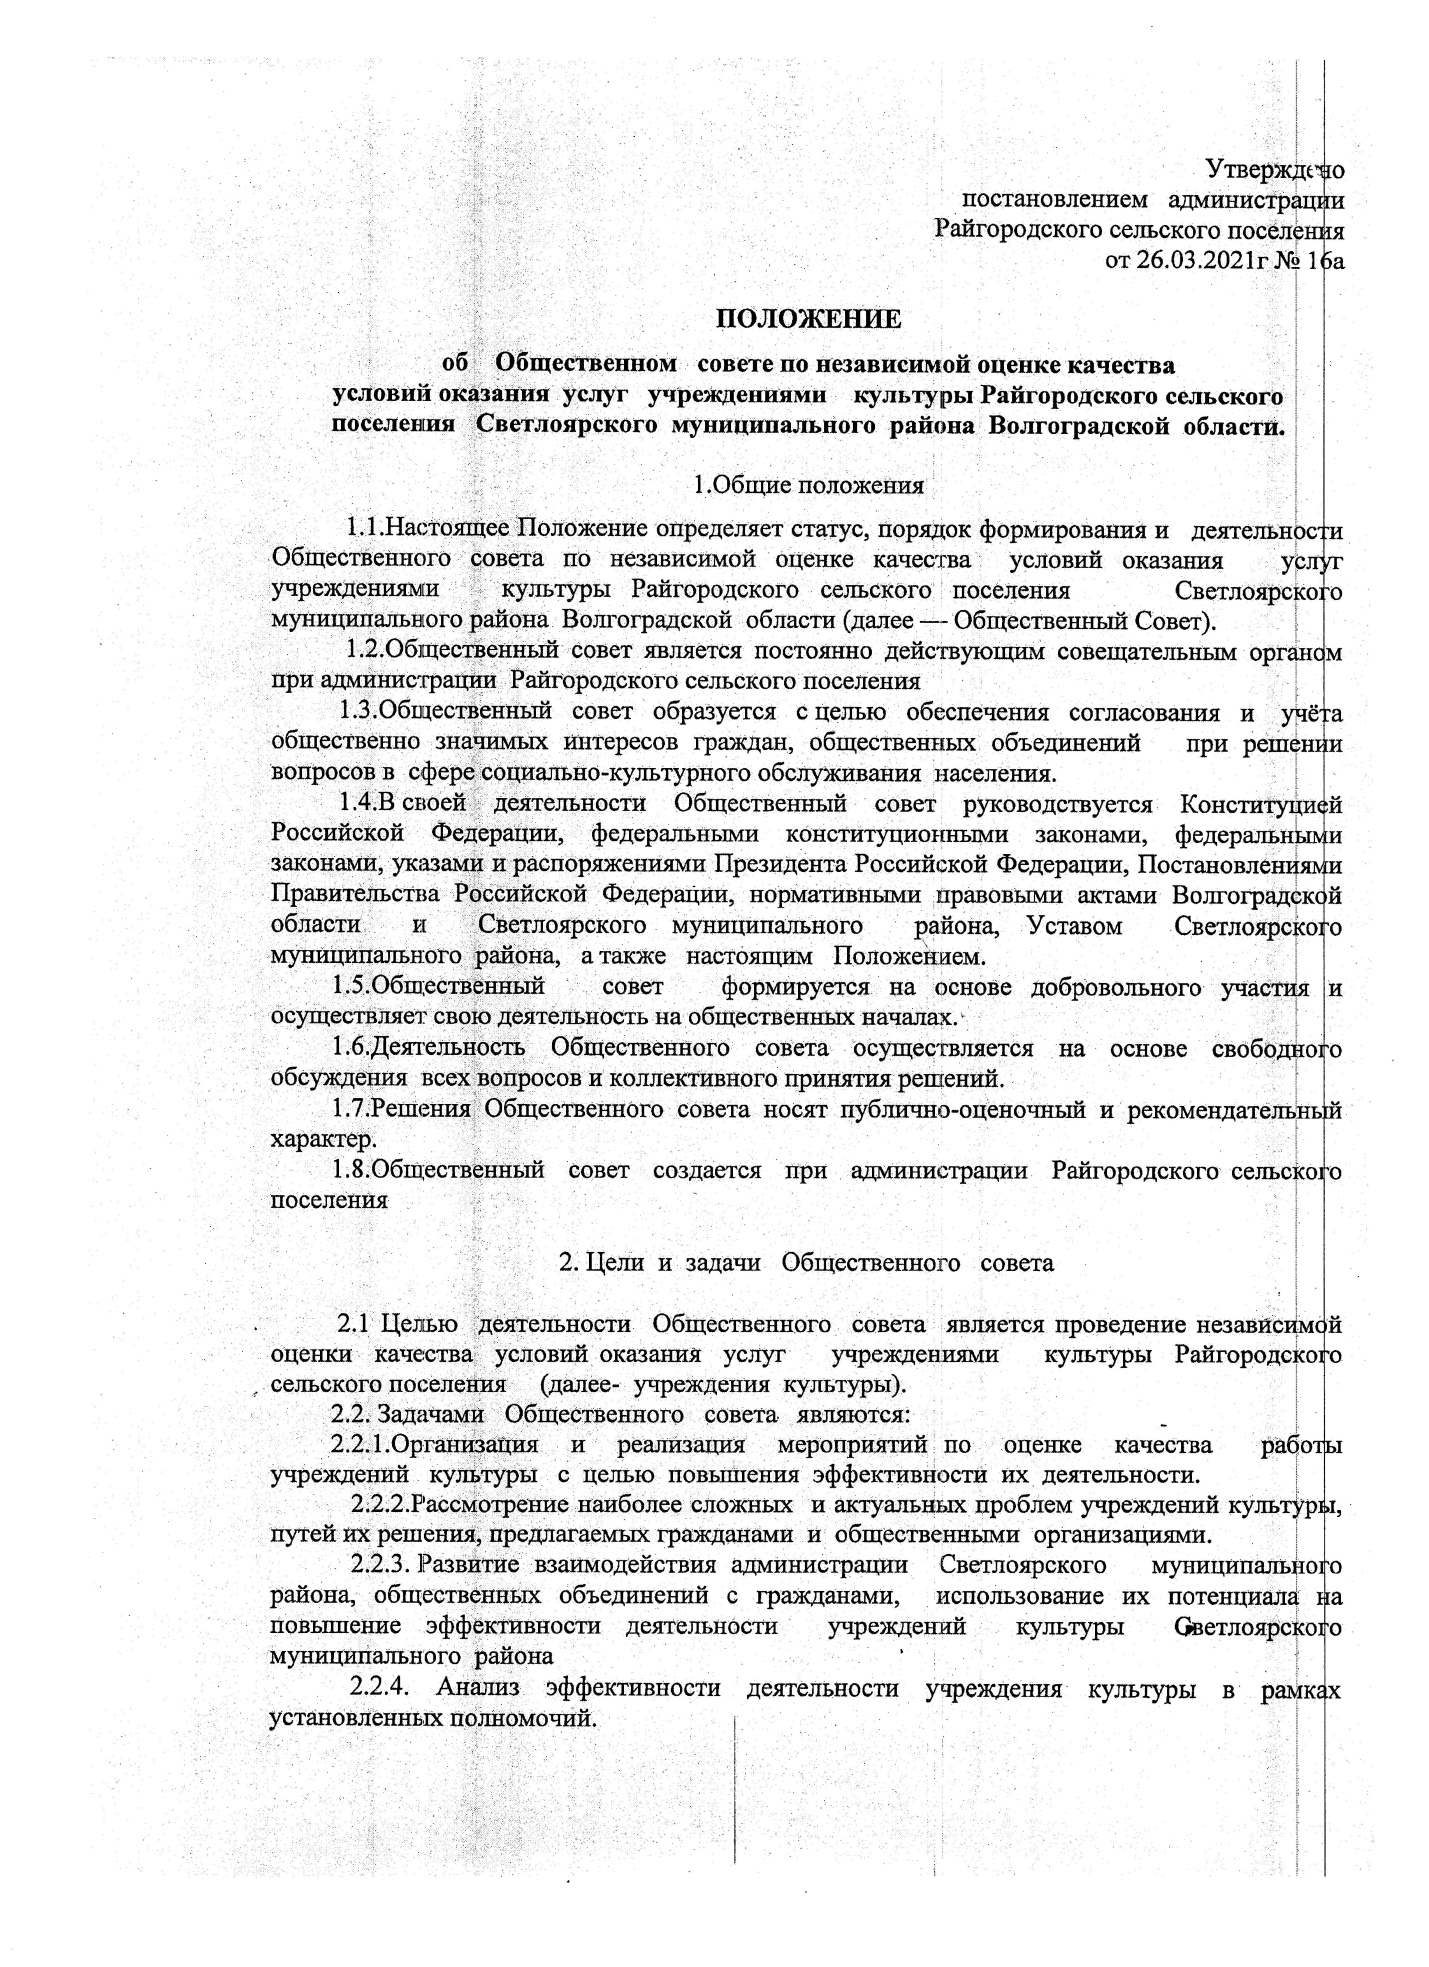 Утверждено
постановлением администрации
Райгородского сельского поселения
от 26.03.2021г № 16а
ПОЛОЖЕНИЕ
об Общественном совете по независимой оценке качества
условий оказания услуг учреждениями культуры Райгородского сельского
поселения Светлоярского муниципального района Волгоградской области.
1.Общие положения
1.1.Настоящее Положение определяет статус, порядок формирования и деятельности
Общественного совета по независимой оценке качества условий оказания услуг
учреждениями культуры Райгородского сельского поселения Светлоярского
муниципального района Волгоградской области (далее — Общественный Совет).
1.2.Общественный совет является постоянно действующим совещательным органом
при администрации Райгородского сельского поселения
1.3.Общественный совет образуется с целью обеспечения согласования и учёта
общественно значимых интересов граждан, общественных объединений при решении
вопросов в сфере социально-культурного обслуживания населения.
1.4.В своей деятельности Общественный совет руководствуется Конституцией
Российской Федерации, федеральными конституционными законами, федеральными
законами, указами и распоряжениями Президента Российской Федерации, Постановлениями
Правительства Российской Федерации, нормативными правовыми актами Волгоградской
области и Светлоярского муниципального района, Уставом Светлоярского
муниципального района, а также настоящим Положением.
1.5.Общественный совет формируется на основе добровольного участия и
осуществляет свою деятельность на общественных началах.
1.6.Деятельность Общественного совета осуществляется на основе свободного
обсуждения всех вопросов и коллективного принятия решений.
1.7.Решения Общественного совета носят публично-оценочный и рекомендательный
характер.
1.8.Общественный совет создается при администрации Райгородского сельского
поселения
2. Цели и задачи Общественного совета
2.1 Целью деятельности Общественного совета является проведение независимой
оценки качества условий оказания услуг учреждениями культуры Райгородского
сельского поселения (далее- учреждения культуры).
2.2. Задачами Общественного совета являются:
2.2.1.Организация и реализация мероприятий по оценке качества работы
учреждений культуры с целью повышения эффективности их деятельности.
2.2.2.Рассмотрение наиболее сложных и актуальных проблем учреждений культуры,
путей их решения, предлагаемых гражданами и общественными организациями.
2.2.3. Развитие взаимодействия администрации Светлоярского муниципального
района, общественных объединений с гражданами, использование их потенциала на
повышение эффективности деятельности учреждений культуры Светлоярского
муниципального района
2.2.4. Анализ эффективности деятельности учреждения культуры в рамках
установленных полномочий.